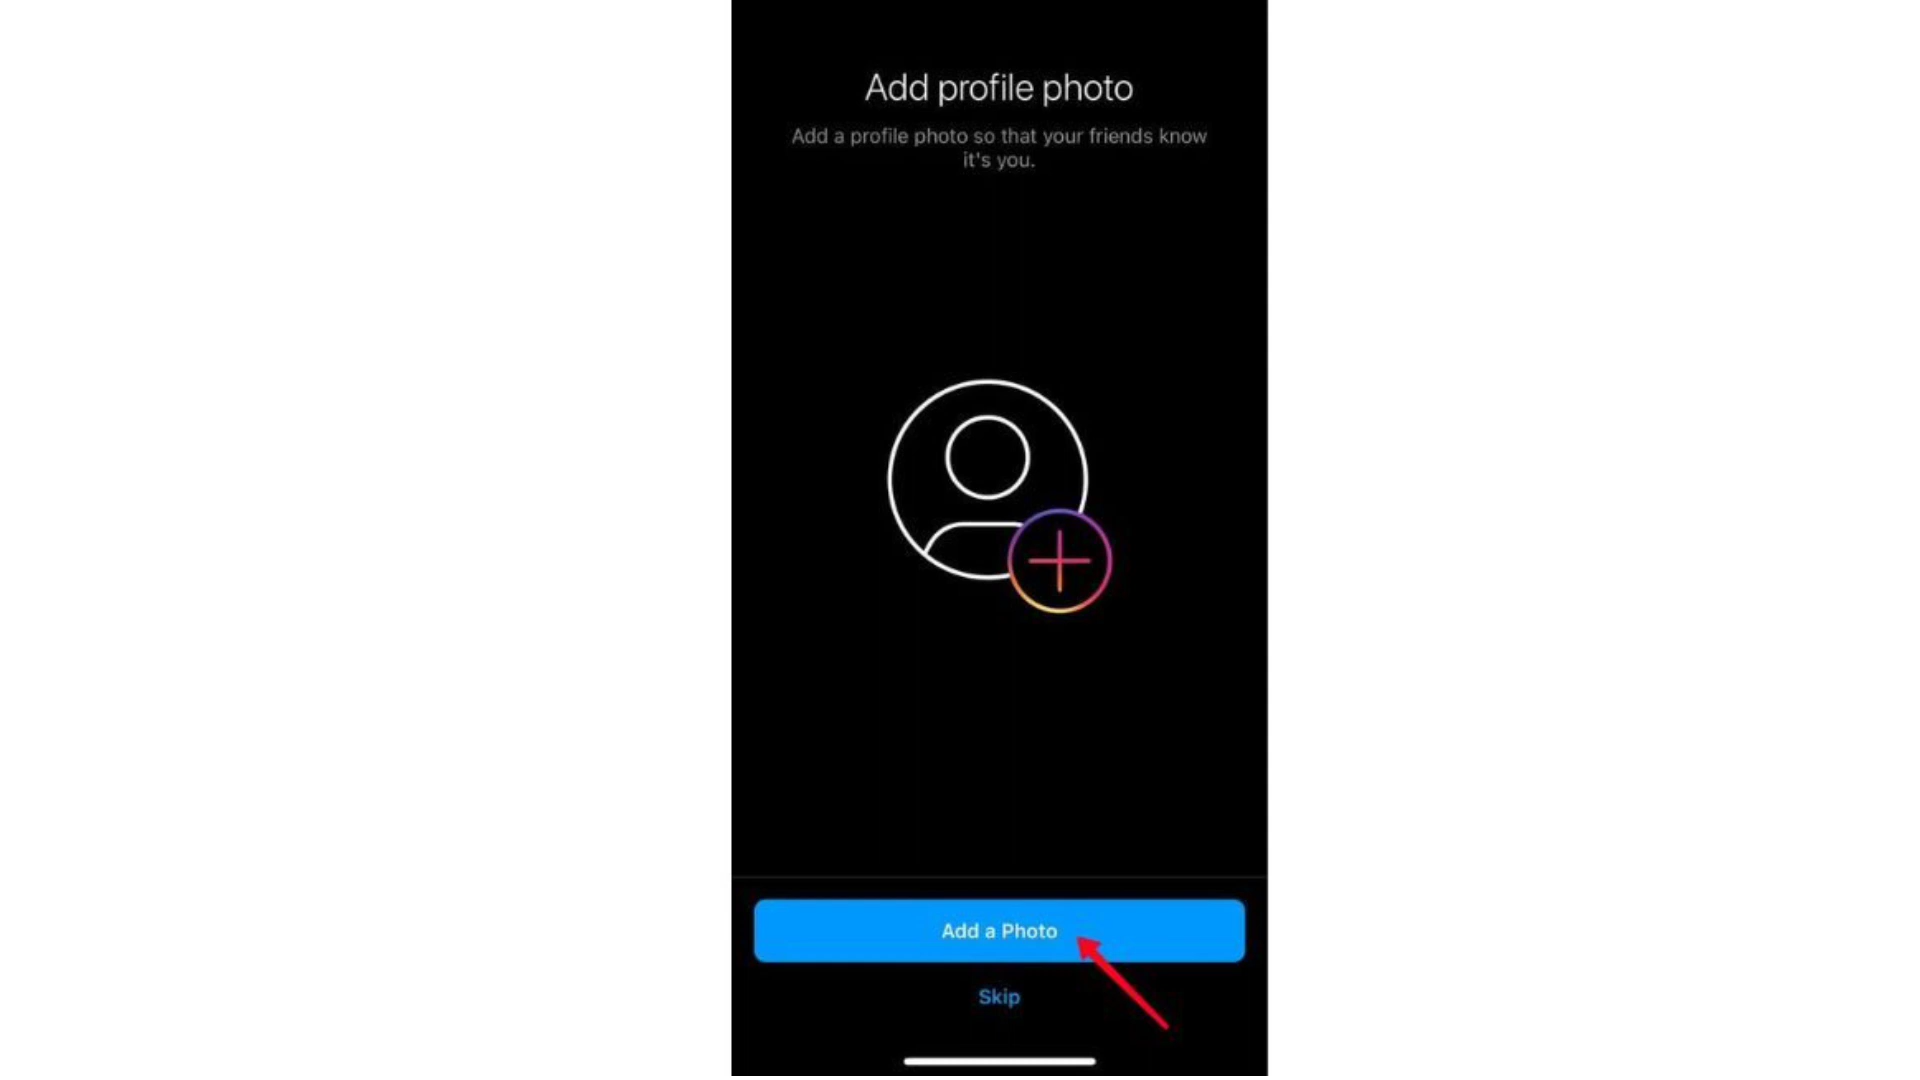 Add profile photo
Add a profile photo so that your friends know
it's you.
Add a Photo
Skip